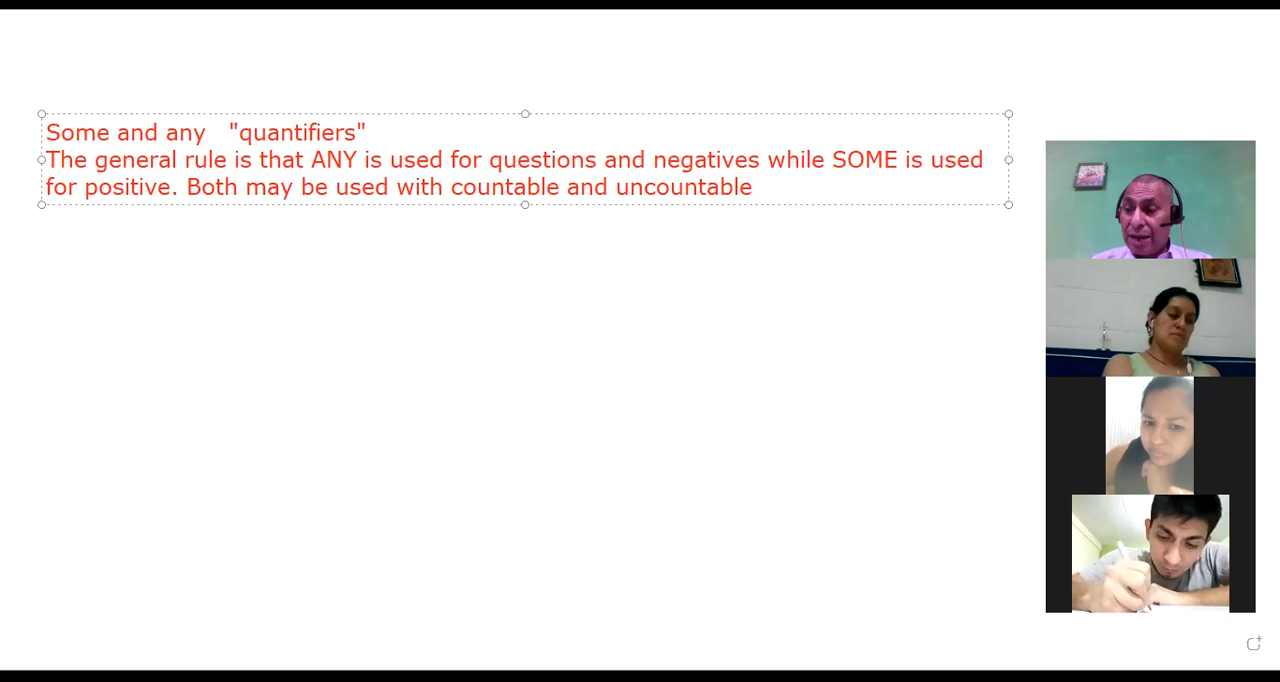 Some and any "quantifiers"
The general rule is that ANY is used for questions and negatives while SOME is used
for positive. Both may be used with countable and uncountable